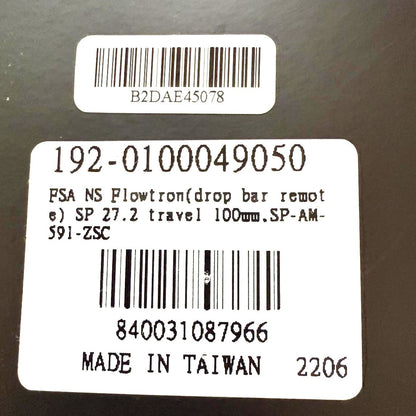 B2DAE45078
192-0100049050
FSA NS Flowtron(drop bar remot
e) SP 27.2 travel 100mm.SP-AM-
591-ZSC
840031087966
MADE IN TAIWAN 2206